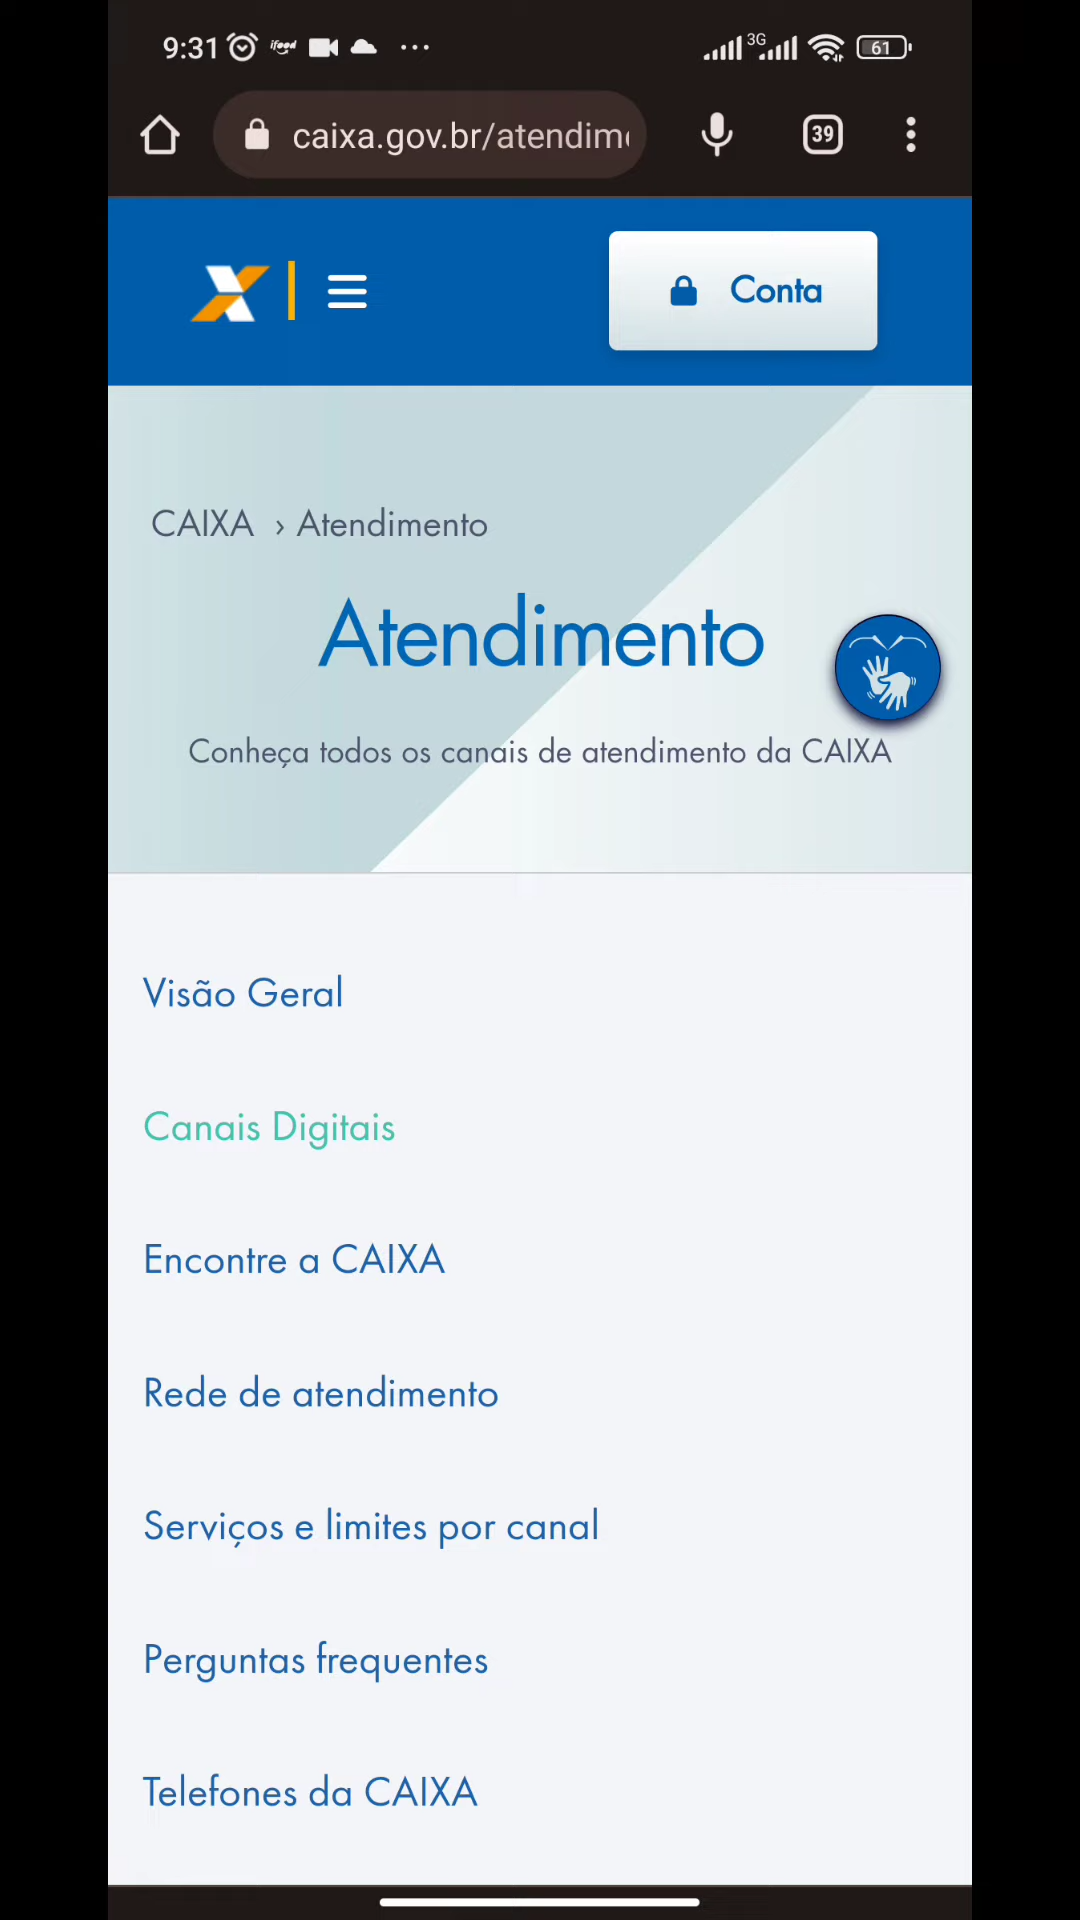 9:31 ifood 3G 61
caixa.gov.br/atendim 39
Conta
CAIXA › Atendimento
Atendimento
Conheça todos os canais de atendimento da CAIXA
Visão Geral
Canais Digitais
Encontre a CAIXA
Rede de atendimento
Serviços e limites por canal
Perguntas frequentes
Telefones da CAIXA